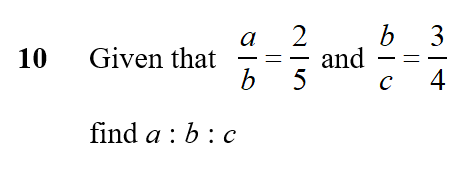 10 Given that a/b = 2/5 and b/c = 3/4
find a : b : c